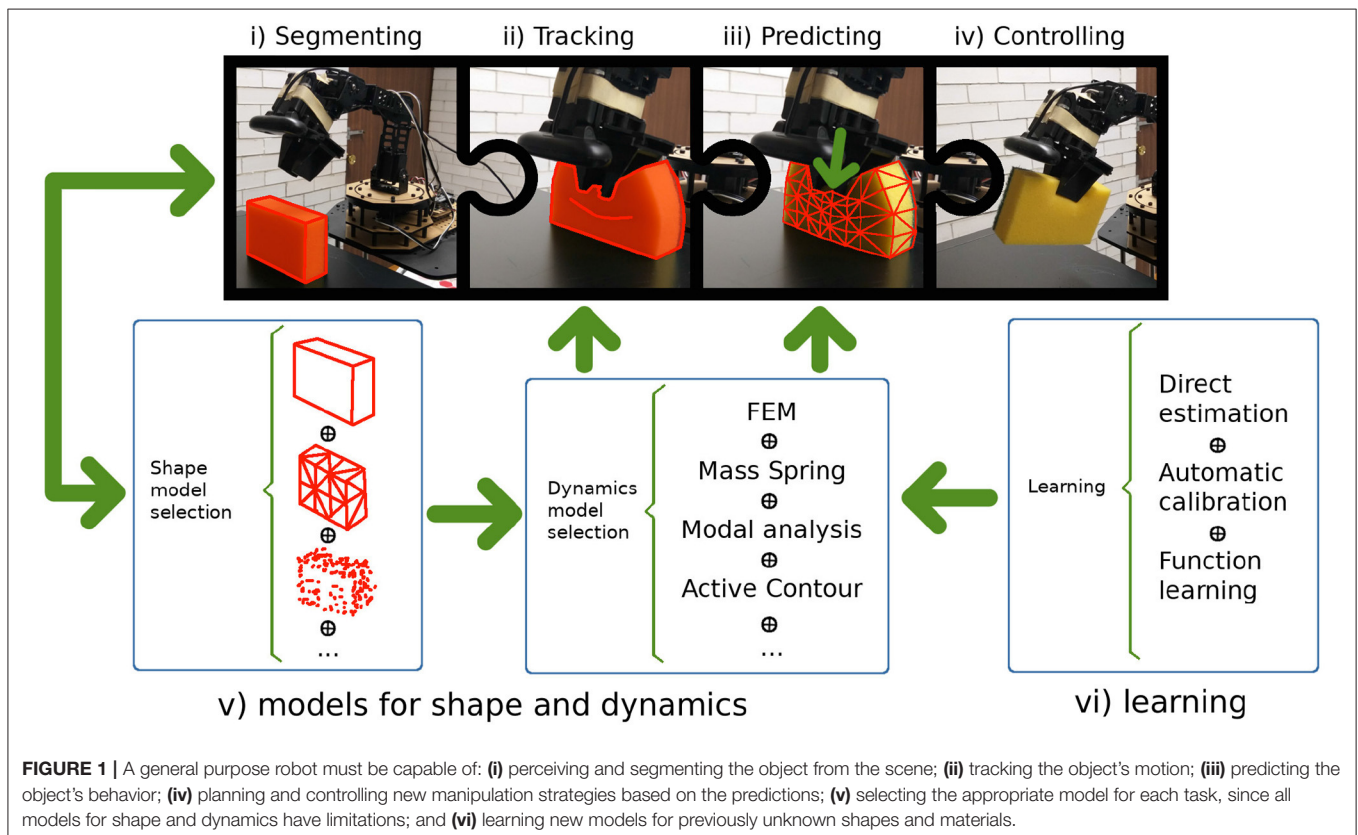 i) Segmenting
ii) Tracking
iii) Predicting
iv) Controlling
Shape
model
selection
⊕
⊕
⊕
...
Dynamics
model
selection
FEM
⊕
Mass Spring
⊕
Modal analysis
⊕
Active Contour
⊕
...
Learning
Direct
estimation
⊕
Automatic
calibration
⊕
Function
learning
v) models for shape and dynamics
vi) learning
FIGURE 1 | A general purpose robot must be capable of: (i) perceiving and segmenting the object from the scene; (ii) tracking the object's motion; (iii) predicting the
object's behavior; (iv) planning and controlling new manipulation strategies based on the predictions; (v) selecting the appropriate model for each task, since all
models for shape and dynamics have limitations; and (vi) learning new models for previously unknown shapes and materials.